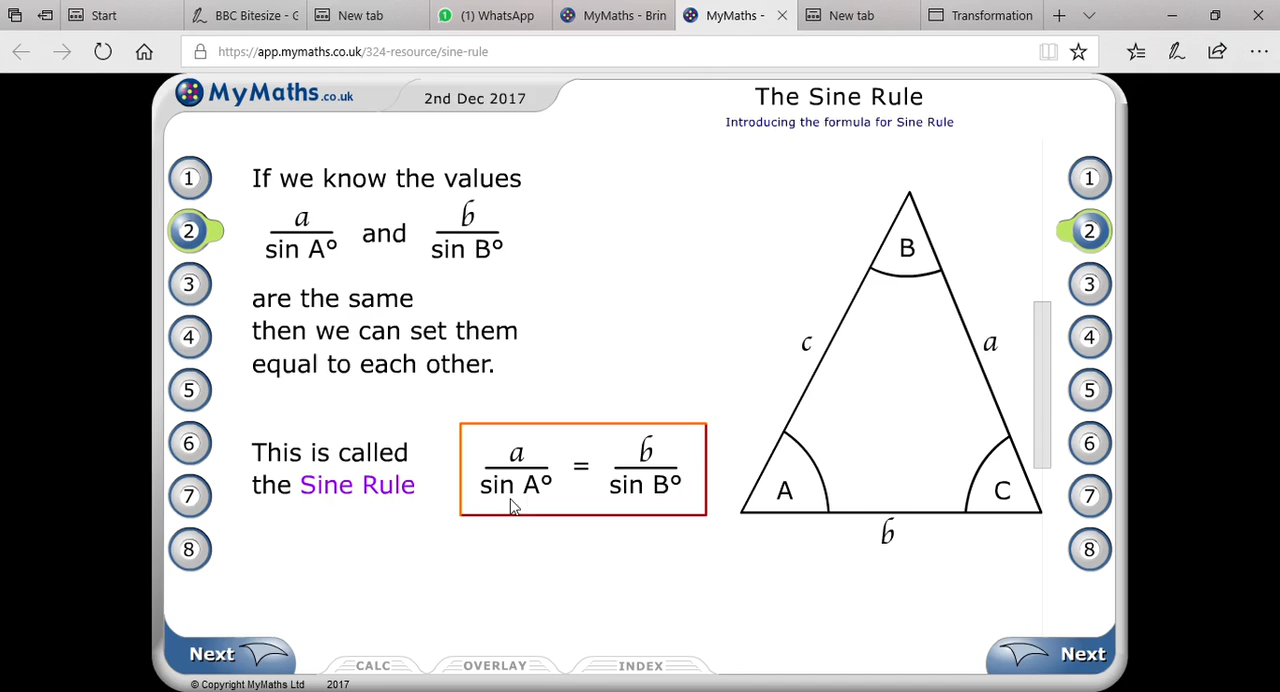 Start
BBC Bitesize - G
New tab
(1) WhatsApp
MyMaths - Brin
MyMaths -
New tab
Transformation
https://app.mymaths.co.uk/324-resource/sine-rule
MyMaths.co.uk
2nd Dec 2017
The Sine Rule
Introducing the formula for Sine Rule
If we know the values
a
sin A°
and
b
sin B°
are the same
then we can set them
equal to each other.
This is called
the Sine Rule
a
sin A°
=
b
sin B°
B
c
a
A
C
b
1
2
3
4
5
6
7
8
1
2
3
4
5
6
7
8
Next
CALC
OVERLAY
INDEX
Next
© Copyright MyMaths Ltd 2017